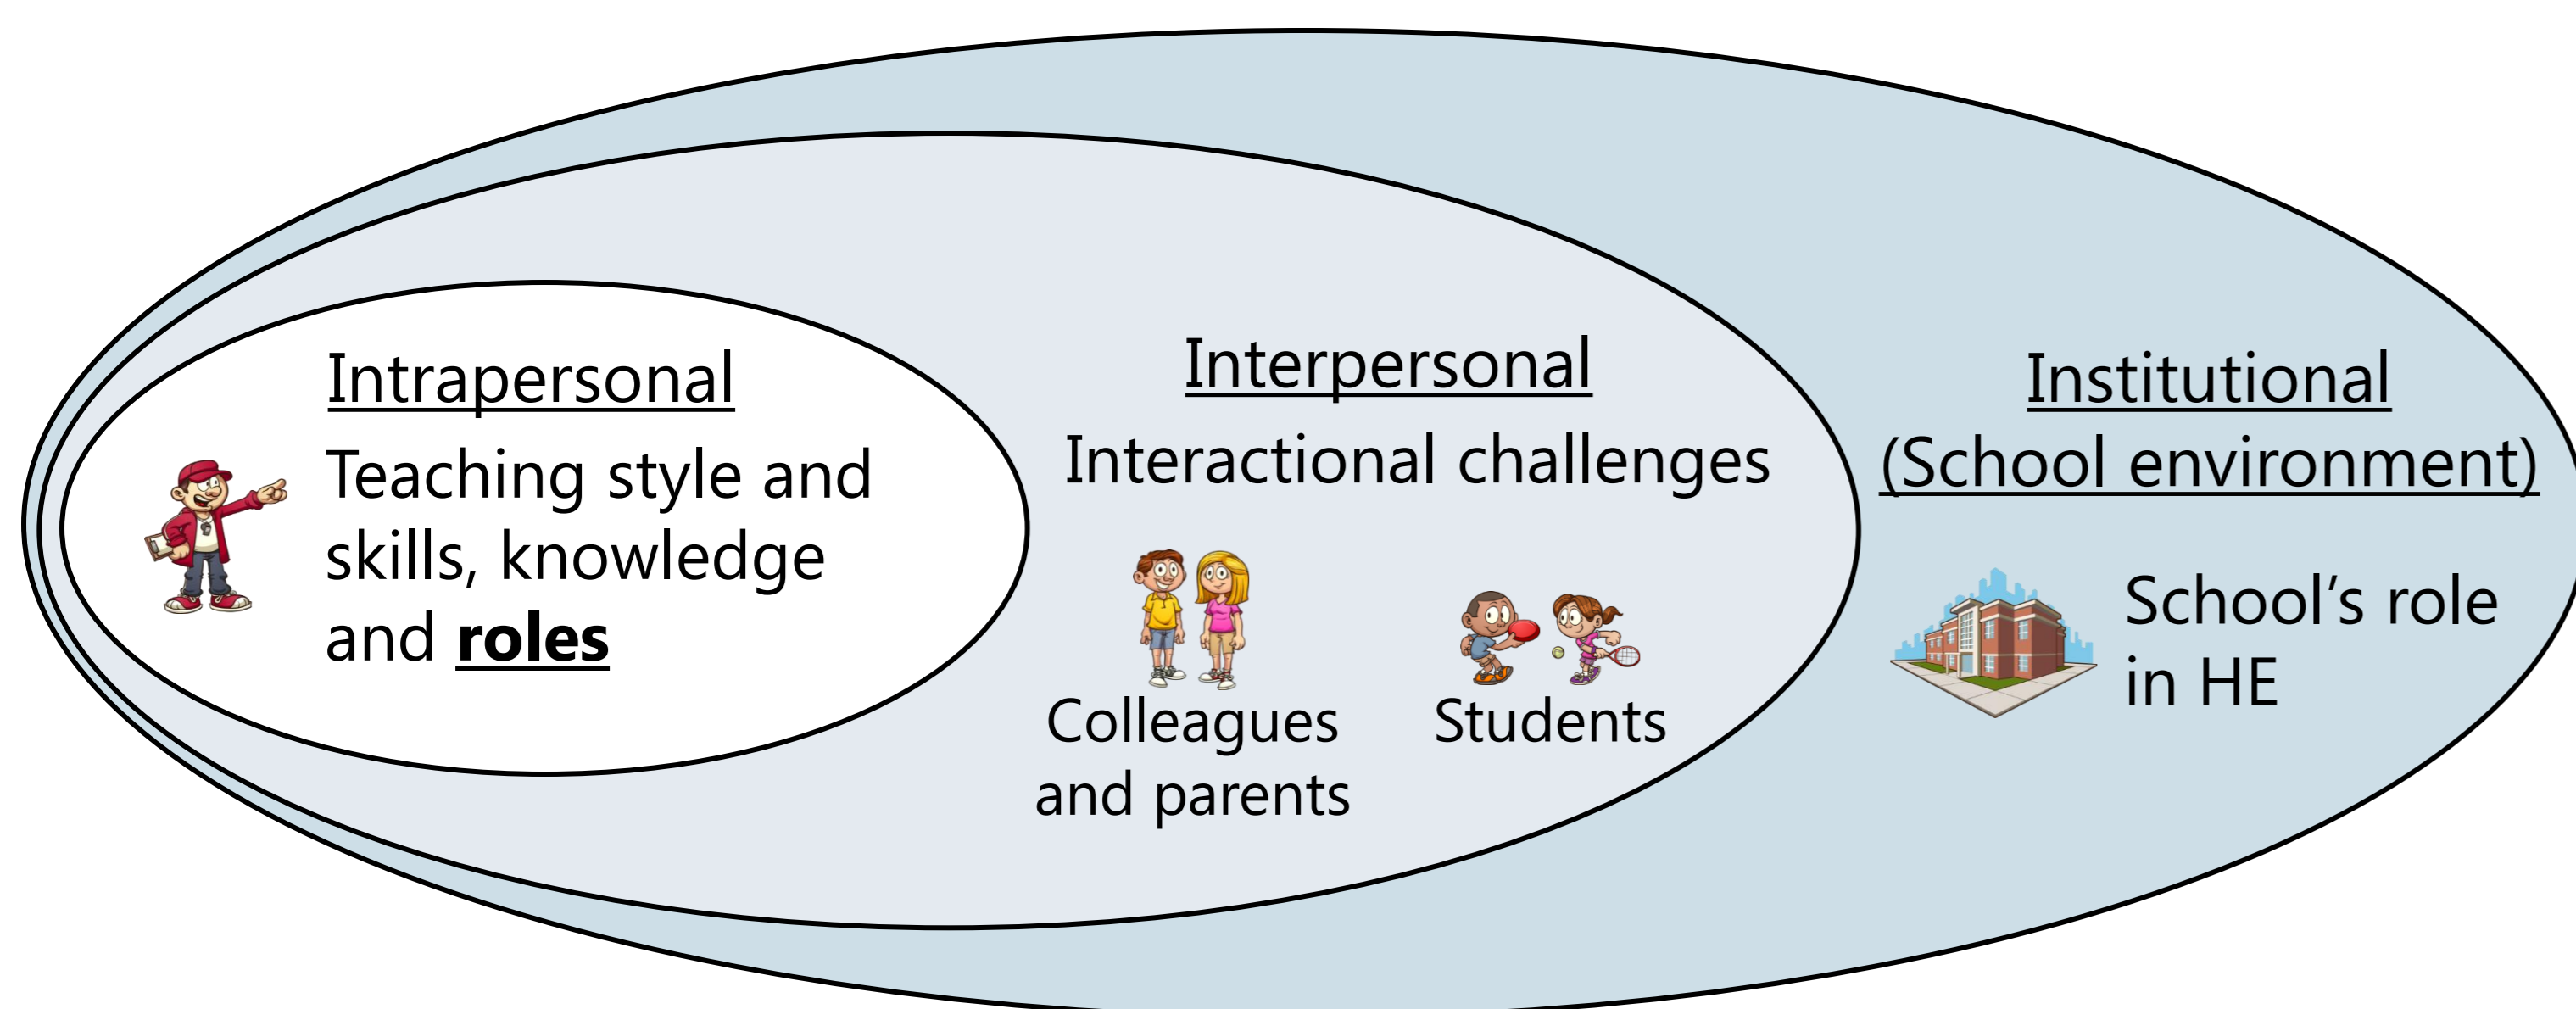 Intrapersonal
Teaching style and
skills, knowledge
and roles
Interpersonal
Interactional challenges
Colleagues
and parents
Students
Institutional
(School environment)
School’s role
in HE